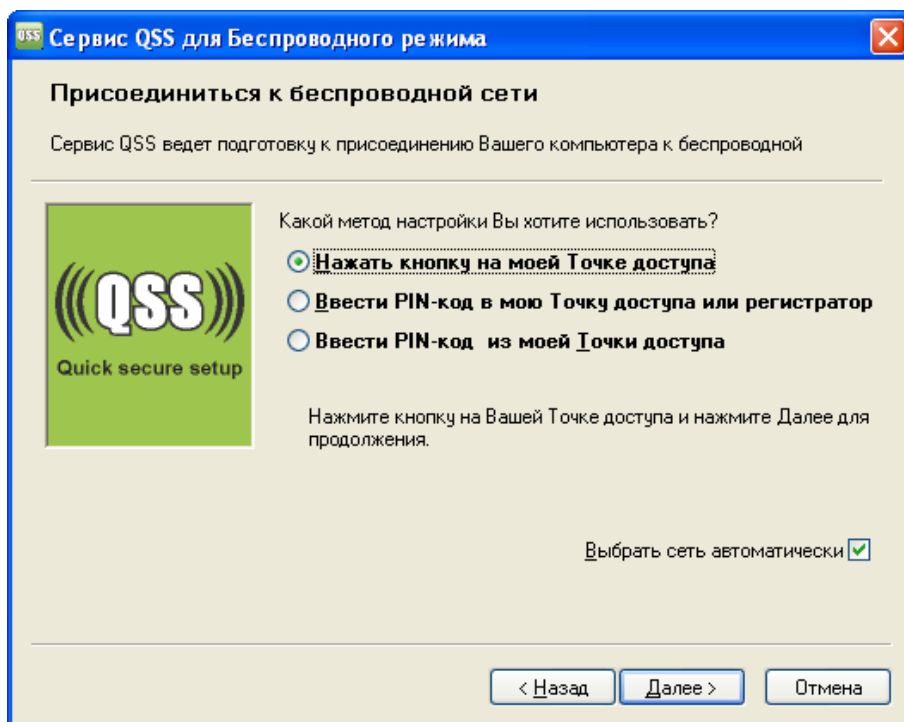 QSS Сервис QSS для Беспроводного режима
Присоединиться к беспроводной сети
Сервис QSS ведет подготовку к присоединению Вашего компьютера к беспроводной
Какой метод настройки Вы хотите использовать?
Нажать кнопку на моей Точке доступа
Ввести PIN-код в мою Точку доступа или регистратор
Ввести PIN-код из моей Точки доступа
(((QSS)))
Quick secure setup
Нажмите кнопку на Вашей Точке доступа и нажмите Далее для
продолжения.
Выбрать сеть автоматически
< Назад
Далее >
Отмена